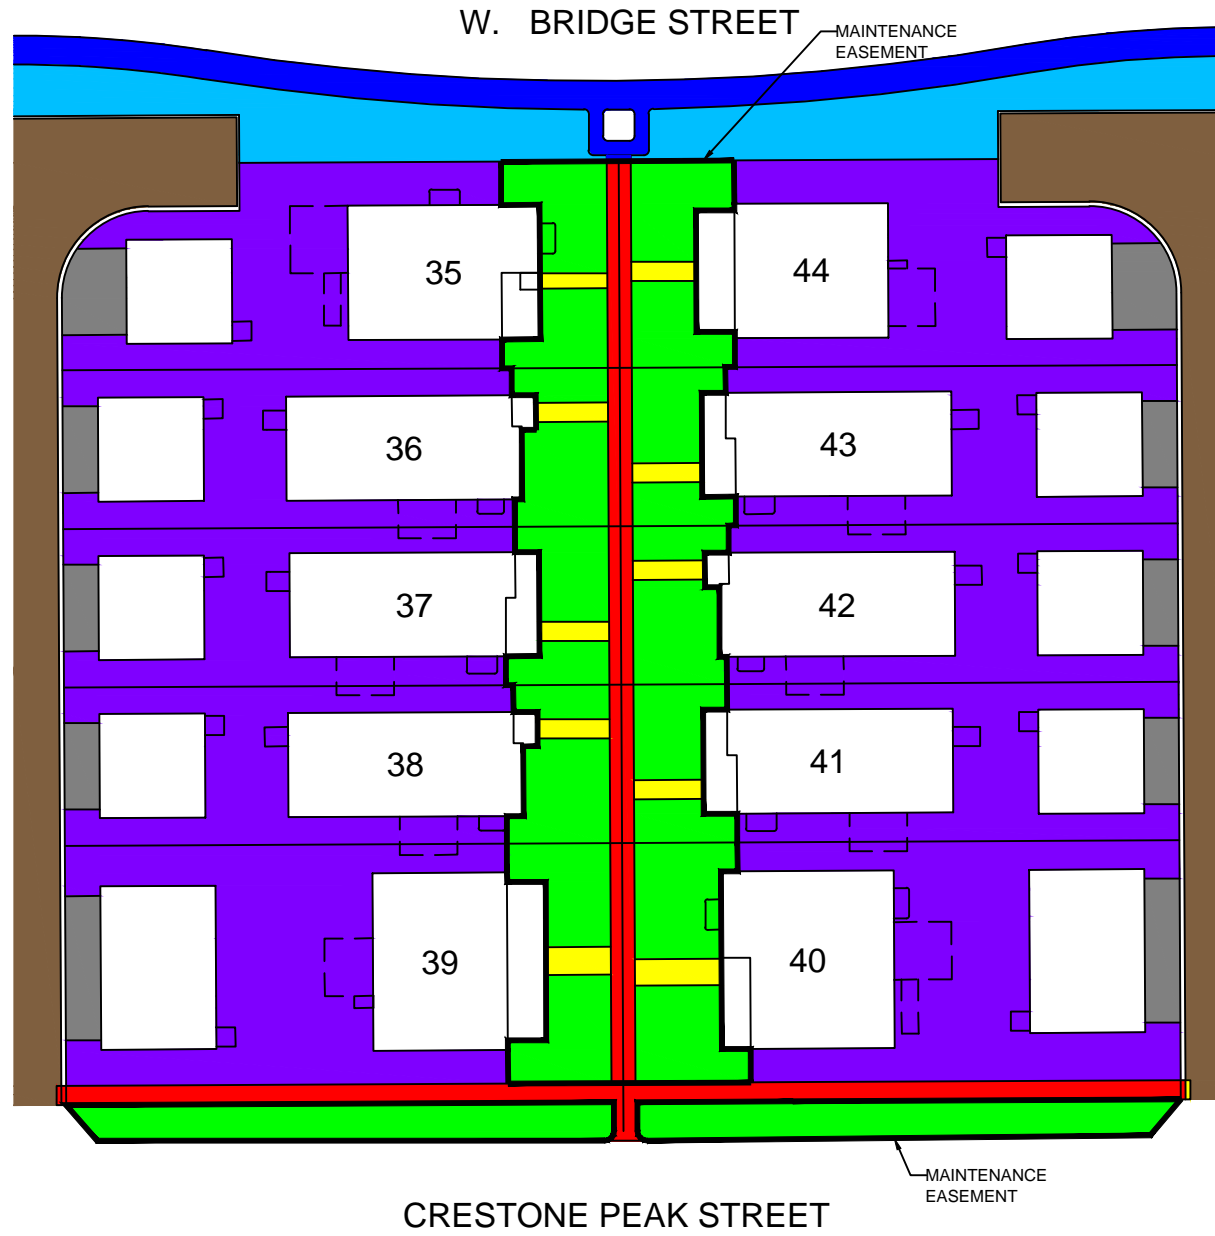 W. BRIDGE STREET
MAINTENANCE
EASEMENT
35
44
36
43
37
42
38
41
39
40
MAINTENANCE
EASEMENT
CRESTONE PEAK STREET